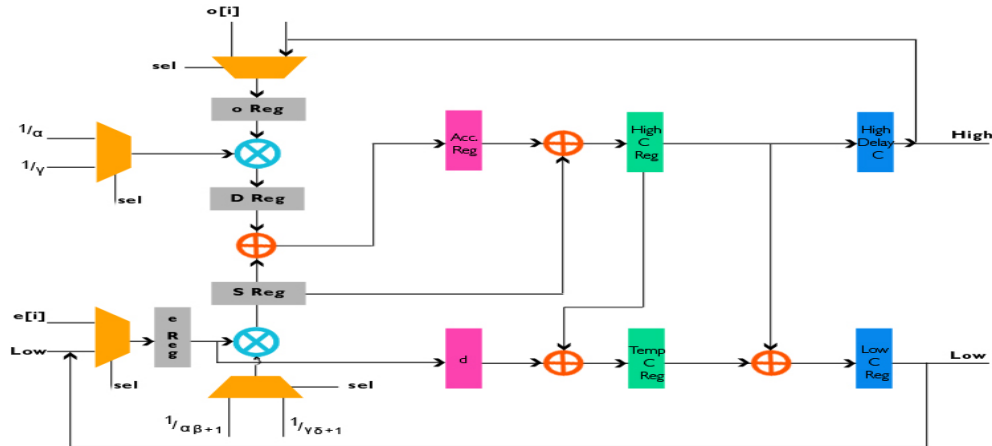 o[i]
sel
o Reg
1/α
1/γ
sel
D Reg
Acc.
Reg
High
C
Reg
High
Delay
C
High
S Reg
e[i]
Low
e
Reg
sel
d
Temp
C
Reg
Low
C
Reg
Low
sel
1/αβ+1
1/γδ+1